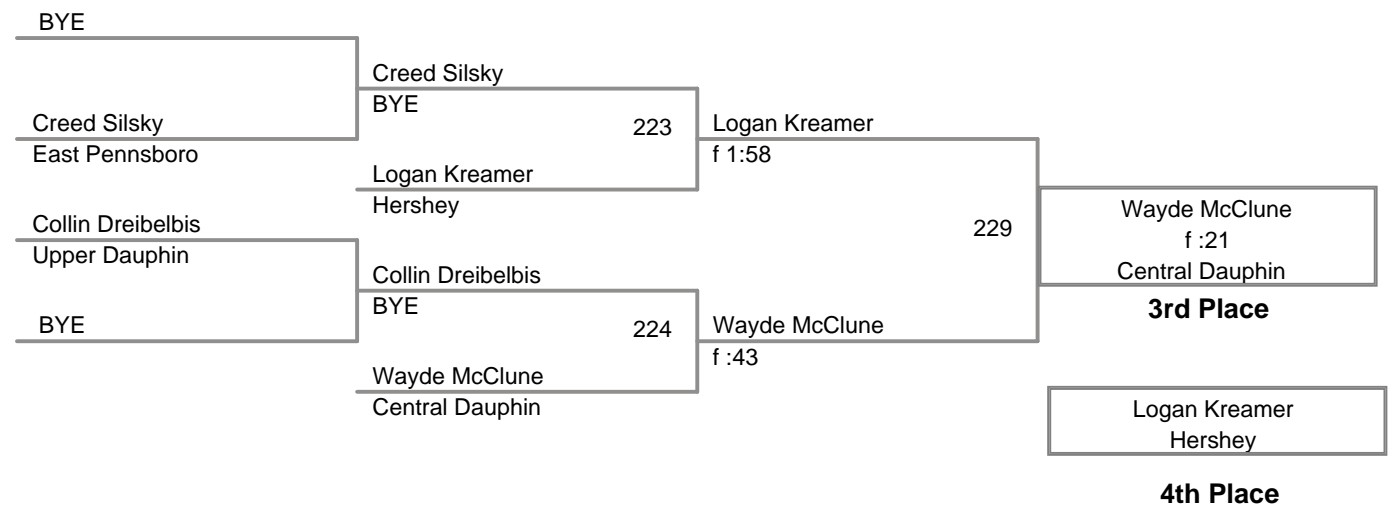 BYE
Creed Silsky
East Pennsboro
Collin Dreibelbis
Upper Dauphin
BYE
Creed Silsky
BYE
223
Logan Kreamer
Hershey
Collin Dreibelbis
BYE
224
Wayde McClune
Central Dauphin
Logan Kreamer
f 1:58
229
Wayde McClune
f :43
Wayde McClune
f :21
Central Dauphin
3rd Place
Logan Kreamer
Hershey
4th Place